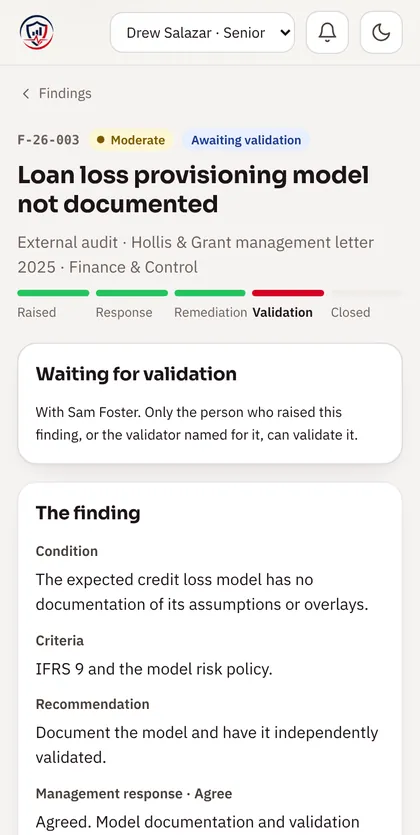 Drew Salazar · Senior
Findings
F-26-003 Moderate Awaiting validation
Loan loss provisioning model
not documented
External audit · Hollis & Grant management letter
2025 · Finance & Control
Raised Response Remediation Validation Closed
Waiting for validation
With Sam Foster. Only the person who raised this
finding, or the validator named for it, can validate it.
The finding
Condition
The expected credit loss model has no
documentation of its assumptions or overlays.
Criteria
IFRS 9 and the model risk policy.
Recommendation
Document the model and have it independently
validated.
Management response · Agree
Agreed. Model documentation and validation